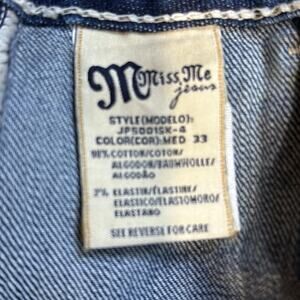 M Miss Me
jeans
STYLE(MODELO):
JP5001SK-4
COLOR(COR):MED 33
98% COTTON/COTON/
ALGODON/BAUMWOLLE/
ALGODÃO
2% ELASTIN/ÉLASTINE/
ELASTICO/ELASTOMORO/
ELASTANO
SEE REVERSE FOR CARE